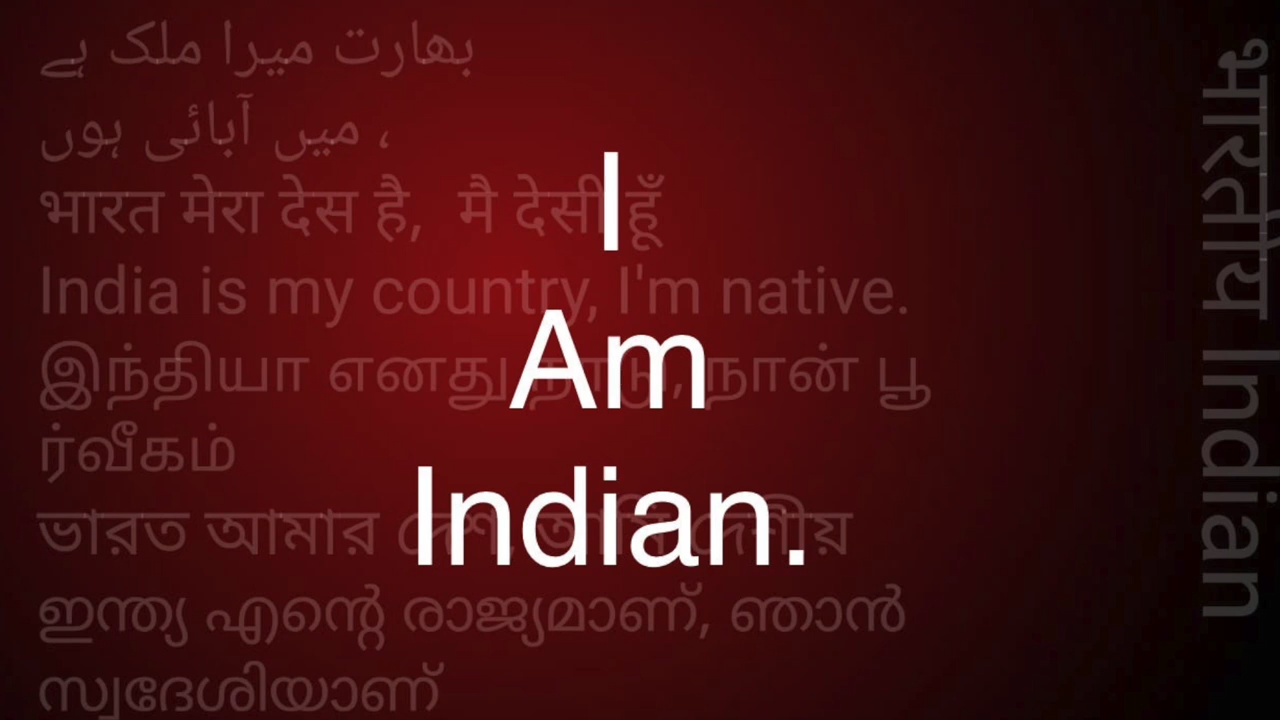 بھارت میرا ملک ہے
، میں آبائی ہوں
भारत मेरा देस है, मै देसी हूँ
India is my country, I'm native.
இந்தியா எனது நாடு, நான் பூ
ர்வீகம்
ভারত আমার দেশ, আমি দেশীয়
ഇന്ത്യ എന്റെ രാജ്യമാണ്, ഞാൻ
സ്വദേശിയാണ്
I
Am
Indian.
भारतीय Indian